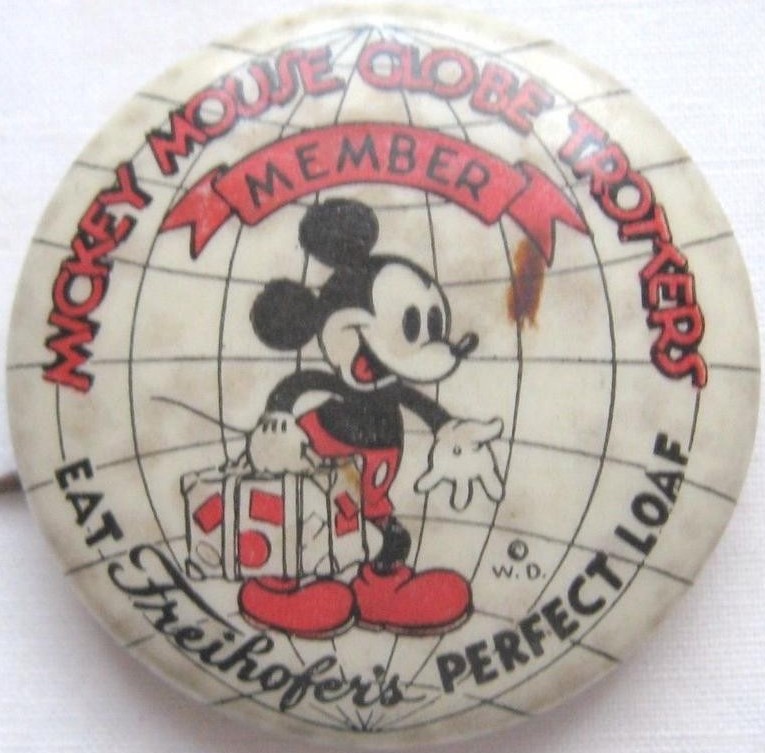 MICKEY MOUSE GLOBE TROTTERS
MEMBER
© W. D.
EAT Freihofer's PERFECT LOAF